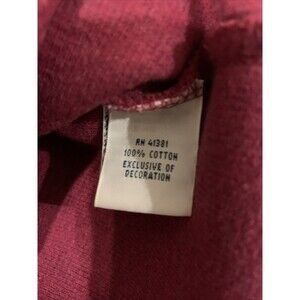 RN 41381
100% COTTON
EXCLUSIVE OF
DECORATION